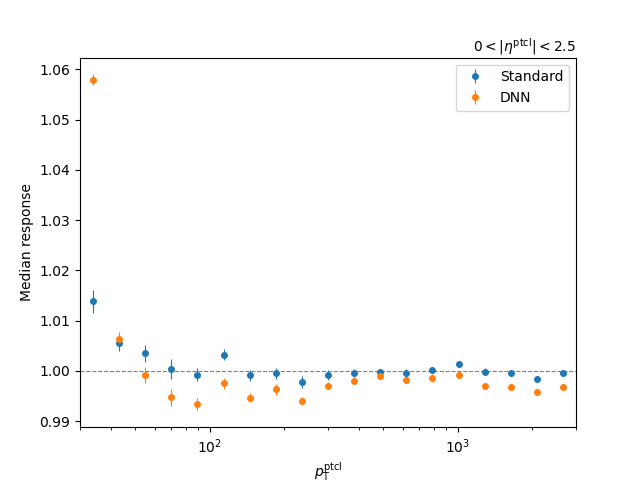 0 < |η^ptcl| < 2.5
Standard
DNN
1.06
1.05
1.04
1.03
1.02
1.01
1.00
0.99
Median response
10^2
10^3
p_T^ptcl